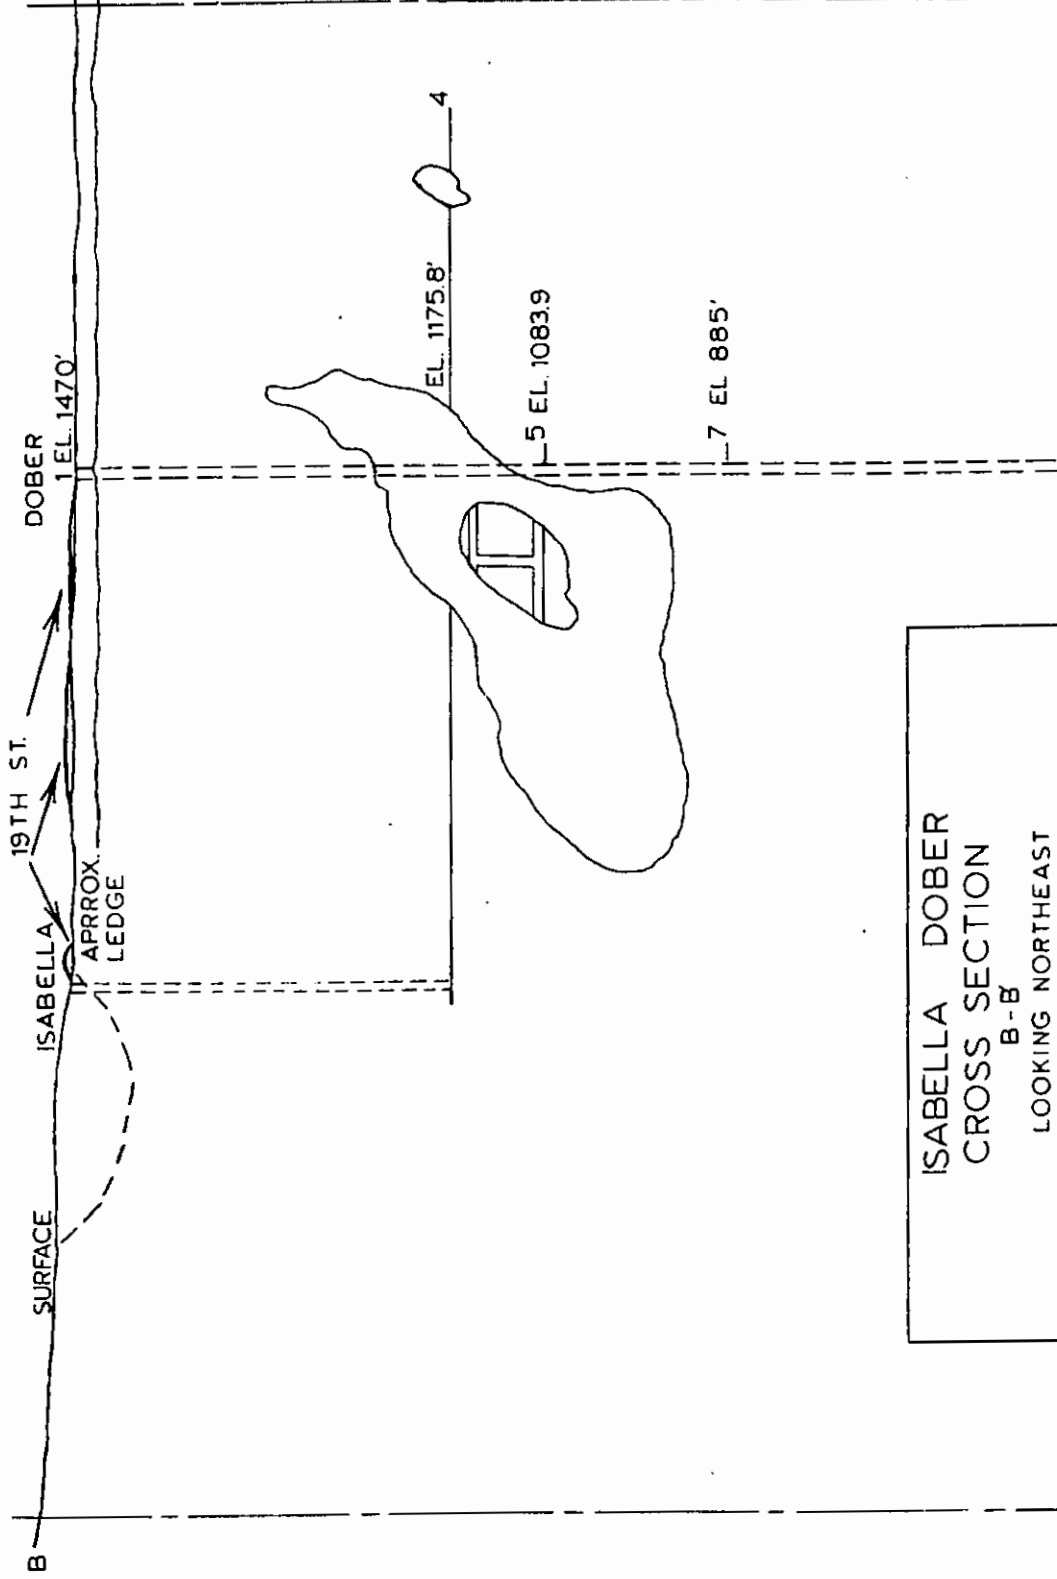 19TH ST.
B
SURFACE
ISABELLA
DOBER
1 EL. 1470'
APRROX.
LEDGE
EL. 1175.8'
4
5 EL. 1083.9
7 EL 885'
ISABELLA DOBER
CROSS SECTION
B-B'
LOOKING NORTHEAST